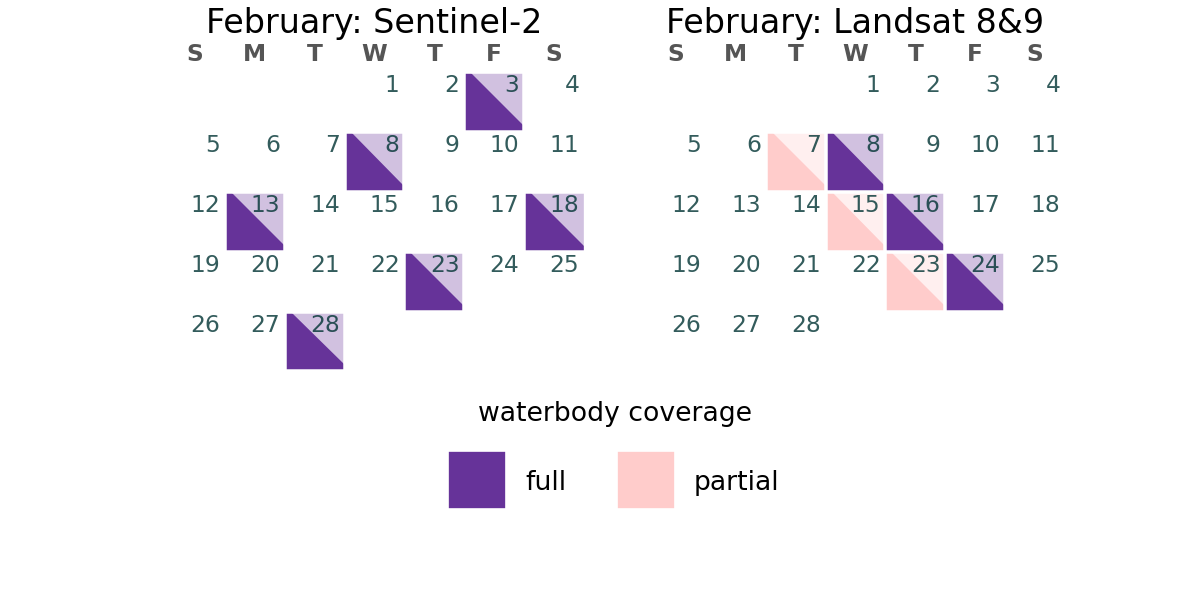 February: Sentinel-2
S M T W T F S
1 2 3 4
5 6 7 8 9 10 11
12 13 14 15 16 17 18
19 20 21 22 23 24 25
26 27 28
February: Landsat 8&9
S M T W T F S
1 2 3 4
5 6 7 8 9 10 11
12 13 14 15 16 17 18
19 20 21 22 23 24 25
26 27 28
waterbody coverage
full partial